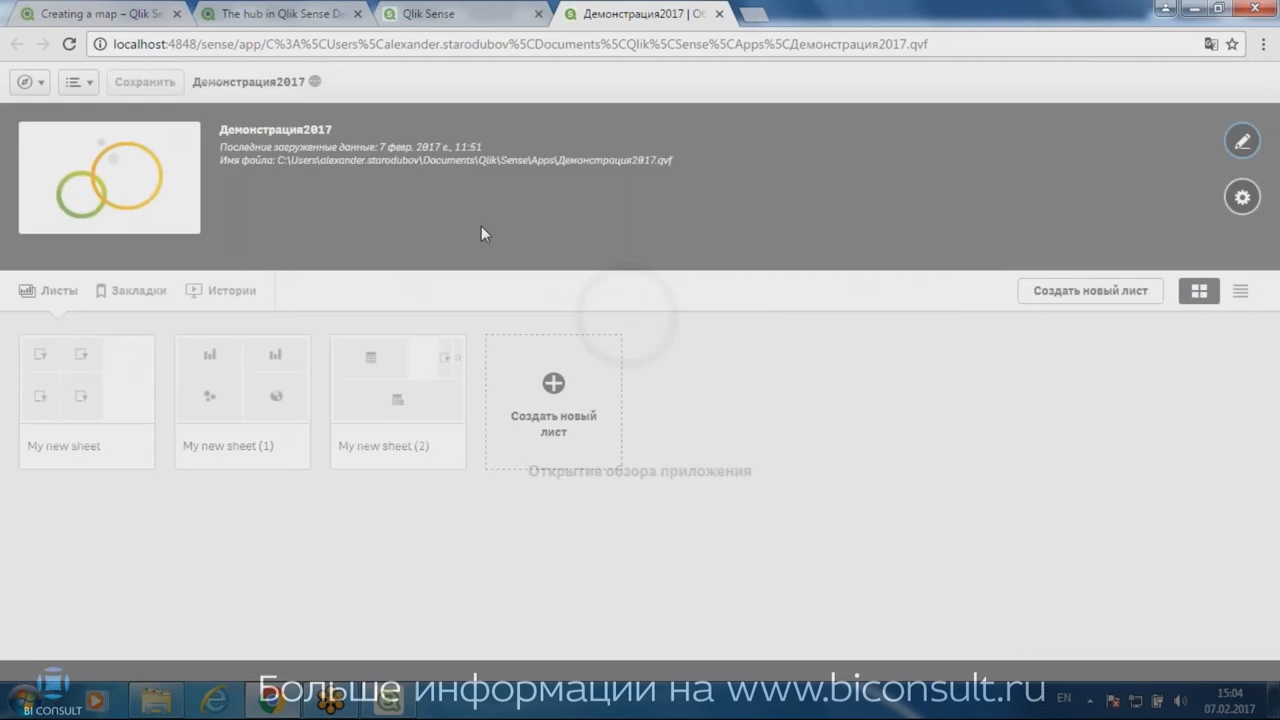 Creating a map – Qlik S
The hub in Qlik Sense De
Qlik Sense
Демонстрация2017 | Об
localhost:4848/sense/app/C%3A%5CUsers%5Calexander.starodubov%5CDocuments%5CQlik%5CSense%5CApps%5CДемонстрация2017.qvf
Сохранить
Демонстрация2017
Демонстрация2017
Последние загруженные данные: 7 февр. 2017 г., 11:51
Имя файла: C:\Users\alexander.starodubov\Documents\Qlik\Sense\Apps\Демонстрация2017.qvf
Листы
Закладки
Истории
Создать новый лист
My new sheet
My new sheet (1)
My new sheet (2)
Создать новый
лист
Открытие обзора приложения
Больше информации на www.biconsult.ru
BI CONSULT
EN
15:04
07.02.2017